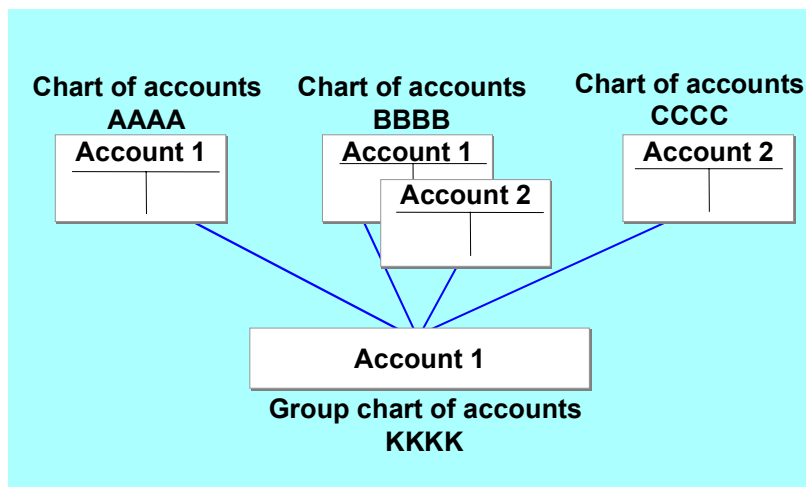 Chart of accounts
AAAA
Account 1
Chart of accounts
BBBB
Account 1
Account 2
Chart of accounts
CCCC
Account 2
Account 1
Group chart of accounts
KKKK